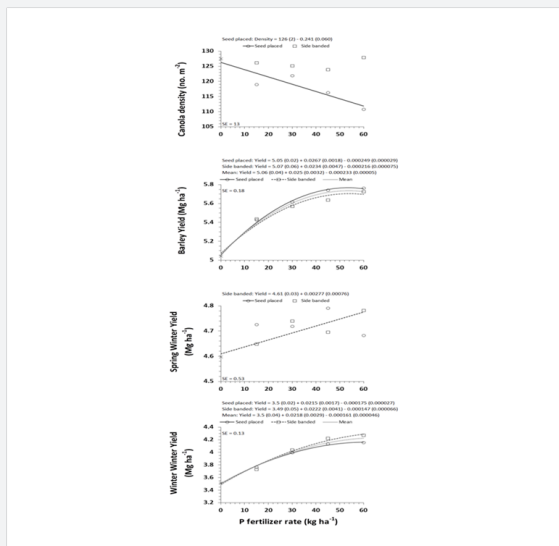 Seed placed: Density = 126 (2) - 0.241 (0.060)
Seed placed Side banded
130
125
120
115
110
105
Canola density (no. m-2)
SE = 13
0 10 20 30 40 50 60
Seed placed: Yield = 5.05 (0.02) + 0.0267 (0.0018) - 0.000249 (0.000029)
Side banded: Yield = 5.07 (0.06) + 0.0234 (0.0047) - 0.000216 (0.000075)
Mean: Yield = 5.06 (0.04) + 0.025 (0.0032) - 0.000233 (0.00005)
Seed placed Side banded Mean
5.8
5.6
5.4
5.2
5
Barley Yield (Mg ha-1)
SE = 0.18
0 10 20 30 40 50 60
Side banded: Yield = 4.61 (0.03) + 0.00277 (0.00076)
Seed placed Side banded
4.8
4.7
4.6
4.5
Spring Winter Yield
(Mg ha-1)
SE = 0.53
0 10 20 30 40 50 60
Seed placed: Yield = 3.5 (0.02) + 0.0215 (0.0017) - 0.000175 (0.000027)
Side banded: Yield = 3.49 (0.05) + 0.0222 (0.0041) - 0.000147 (0.000066)
Mean: Yield = 3.5 (0.04) + 0.0218 (0.0029) - 0.000161 (0.000046)
Seed placed Side banded Mean
4.4
4.2
4
3.8
3.6
3.4
3.2
Winter Winter Yield
(Mg ha-1)
SE = 0.13
0 10 20 30 40 50 60
P fertilizer rate (kg ha-1)